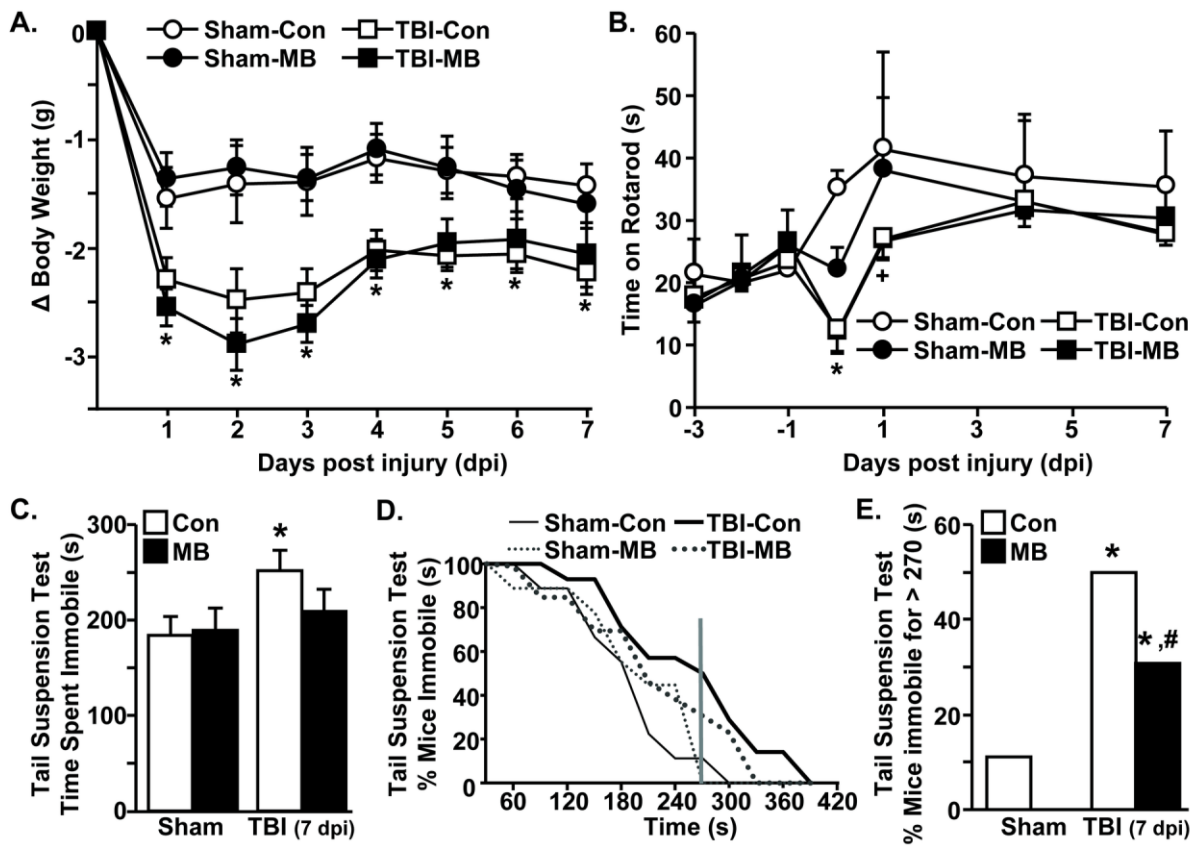 A.
Sham-Con
TBI-Con
Sham-MB
TBI-MB
0
-1
-2
-3
Δ Body Weight (g)
* * * * * * *
1 2 3 4 5 6 7
Days post injury (dpi)
B.
60
50
40
30
20
10
0
Time on Rotarod (s)
+
*
Sham-Con
TBI-Con
Sham-MB
TBI-MB
-3 -1 1 3 5 7
Days post injury (dpi)
C.
Con
MB
*
300
200
100
0
Tail Suspension Test
Time Spent Immobile (s)
Sham TBI (7 dpi)
D.
Sham-Con
TBI-Con
Sham-MB
TBI-MB
100
80
60
40
20
0
Tail Suspension Test
% Mice Immobile (s)
60 120 180 240 300 360 420
Time (s)
E.
Con
MB
*
*,#
60
40
20
0
Tail Suspension Test
% Mice immobile for > 270 (s)
Sham TBI (7 dpi)